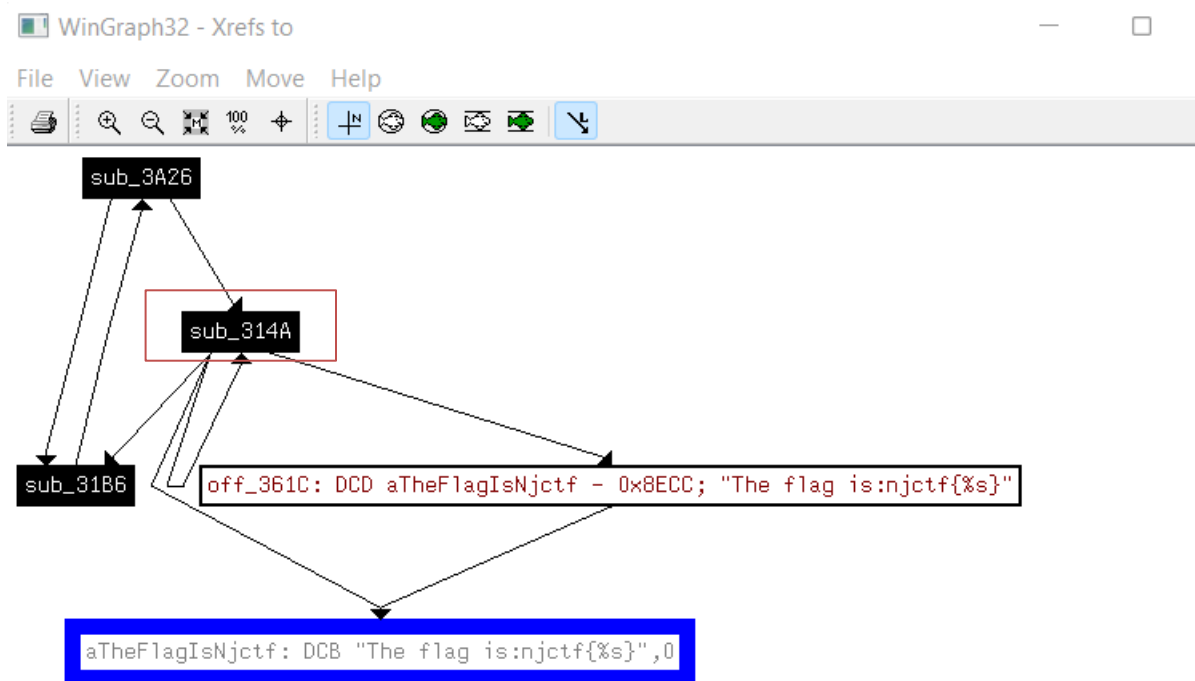 WinGraph32 - Xrefs to
File View Zoom Move Help
100 %
N
sub_3A26
sub_314A
sub_31B6
off_361C: DCD aTheFlagIsNjctf - 0x8ECC; "The flag is:njctf{%s}"
aTheFlagIsNjctf: DCB "The flag is:njctf{%s}",0